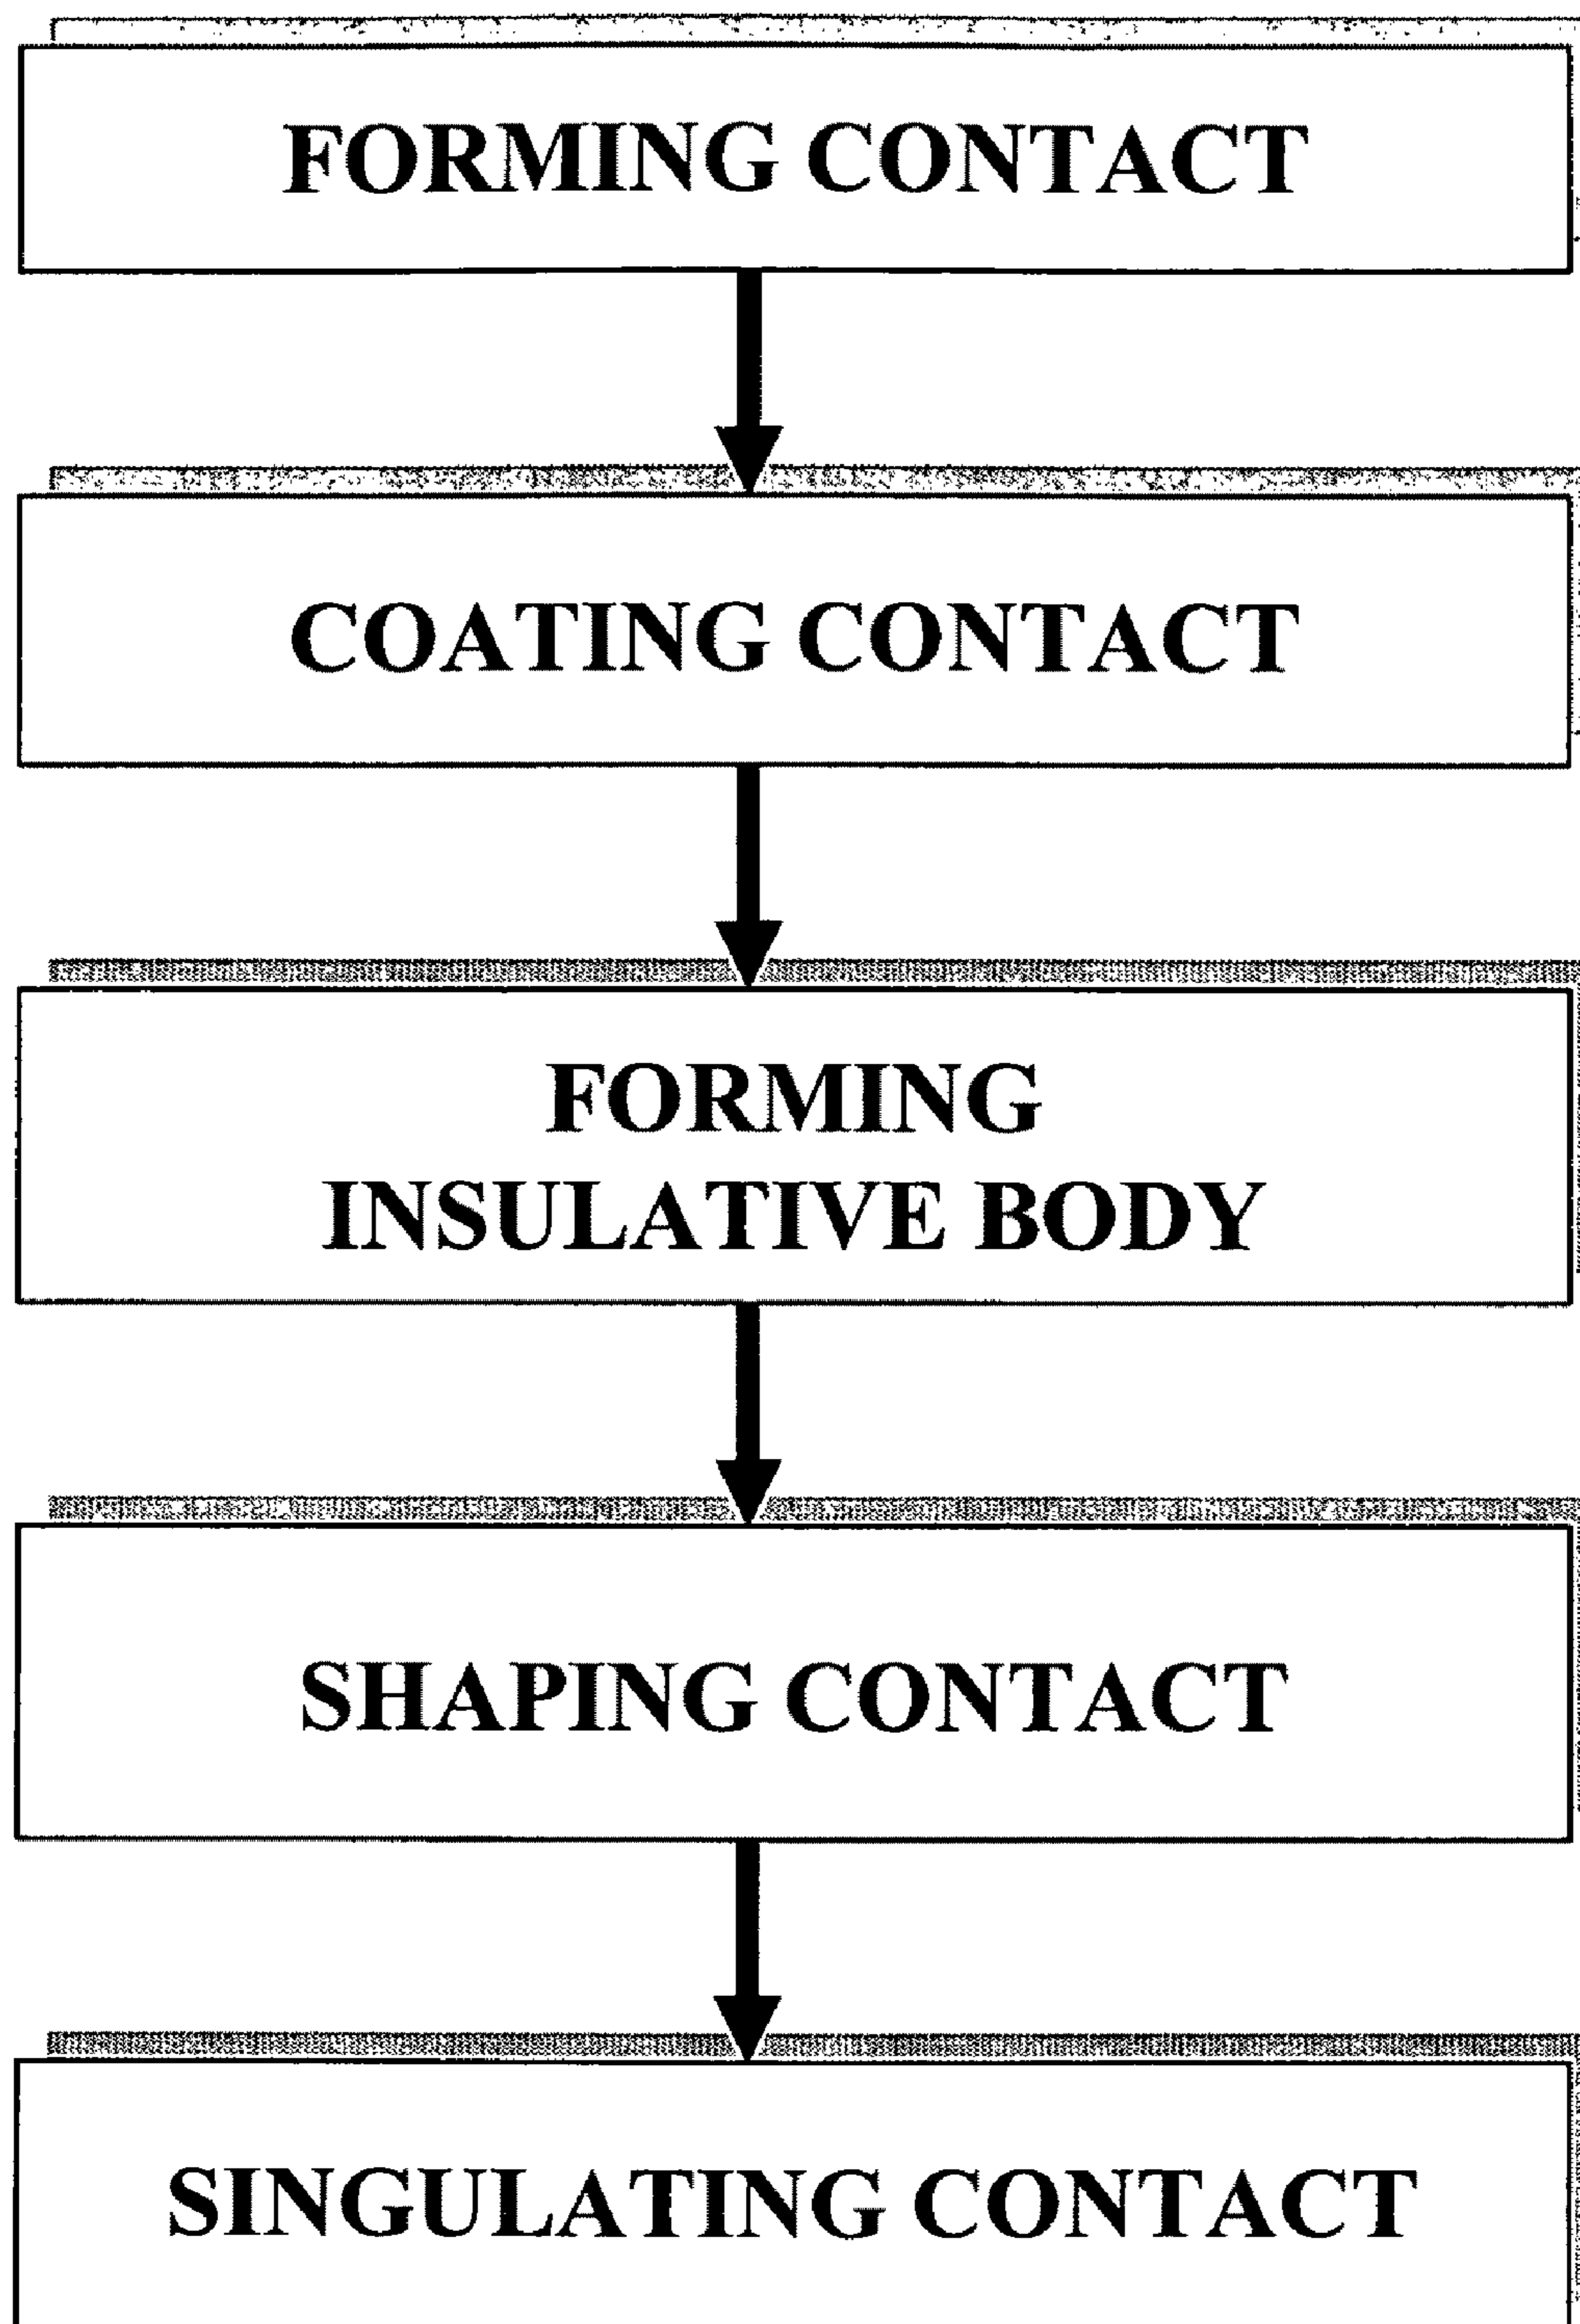 FORMING CONTACT
COATING CONTACT
FORMING
INSULATIVE BODY
SHAPING CONTACT
SINGULATING CONTACT